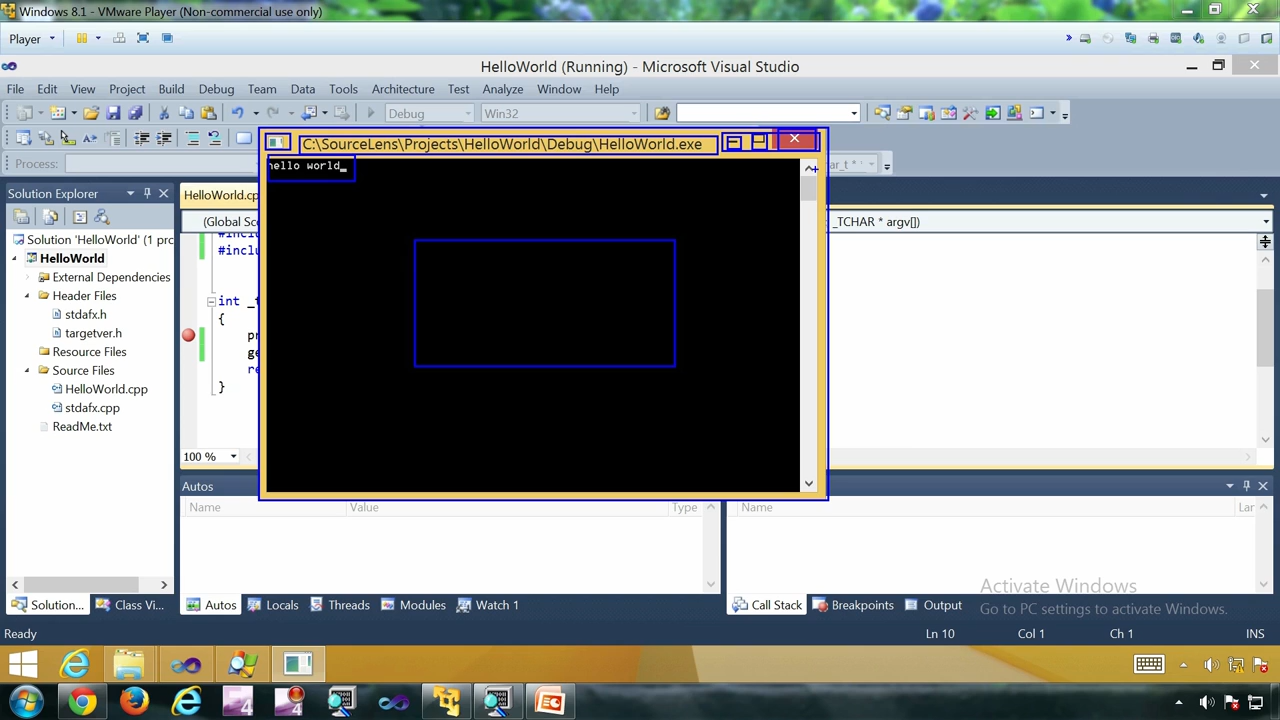 Windows 8.1 - VMware Player (Non-commercial use only)
Player
HelloWorld (Running) - Microsoft Visual Studio
File Edit View Project Build Debug Team Data Tools Architecture Test Analyze Window Help
Debug Win32
Process:
C:\SourceLens\Projects\HelloWorld\Debug\HelloWorld.exe
hello world_
Solution Explorer
HelloWorld.cp
(Global Sc
_TCHAR * argv[])
Solution 'HelloWorld' (1 prc
HelloWorld
External Dependencies
Header Files
stdafx.h
targetver.h
Resource Files
Source Files
HelloWorld.cpp
stdafx.cpp
ReadMe.txt
#inclu
#inclu
int _t
{
pr
ge
re
}
100 %
Autos
Name Value Type
Name Lar
Solution... Class Vi...
Autos Locals Threads Modules Watch 1
Call Stack Breakpoints Output
Activate Windows
Go to PC settings to activate Windows.
Ready Ln 10 Col 1 Ch 1 INS